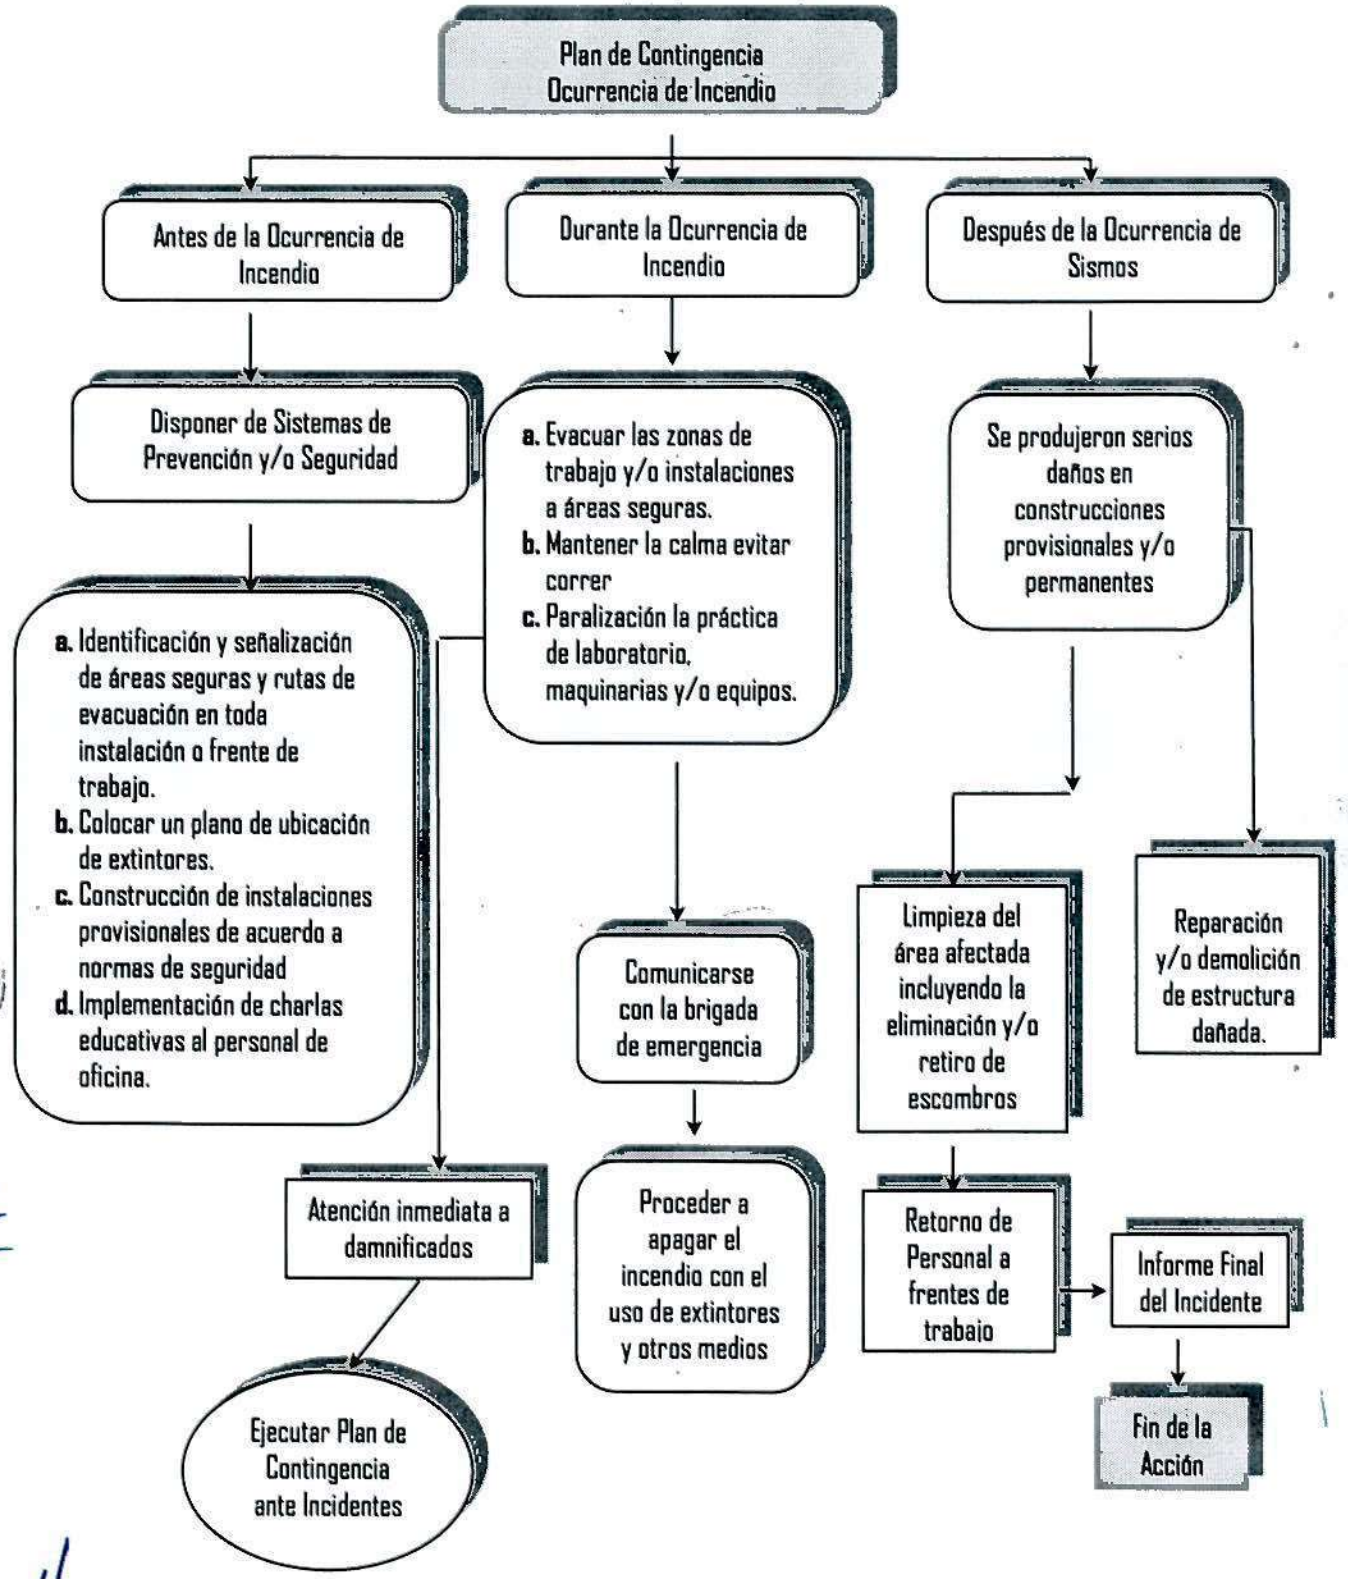 Plan de Contingencia
Ocurrencia de Incendio
Antes de la Ocurrencia de
Incendio
Durante la Ocurrencia de
Incendio
Después de la Ocurrencia de
Sismos
Disponer de Sistemas de
Prevención y/o Seguridad
a. Identificación y señalización
de áreas seguras y rutas de
evacuación en toda
instalación o frente de
trabajo.
b. Colocar un plano de ubicación
de extintores.
c. Construcción de instalaciones
provisionales de acuerdo a
normas de seguridad
d. Implementación de charlas
educativas al personal de
oficina.
a. Evacuar las zonas de
trabajo y/o instalaciones
a áreas seguras.
b. Mantener la calma evitar
correr
c. Paralización la práctica
de laboratorio,
maquinarias y/o equipos.
Se produjeron serios
daños en
construcciones
provisionales y/o
permanentes
Comunicarse
con la brigada
de emergencia
Limpieza del
área afectada
incluyendo la
eliminación y/o
retiro de
escombros
Reparación
y/o demolición
de estructura
dañada.
Atención inmediata a
damnificados
Proceder a
apagar el
incendio con el
uso de extintores
y otros medios
Retorno de
Personal a
frentes de
trabajo
Informe Final
del Incidente
Ejecutar Plan de
Contingencia
ante Incidentes
Fin de la
Acción